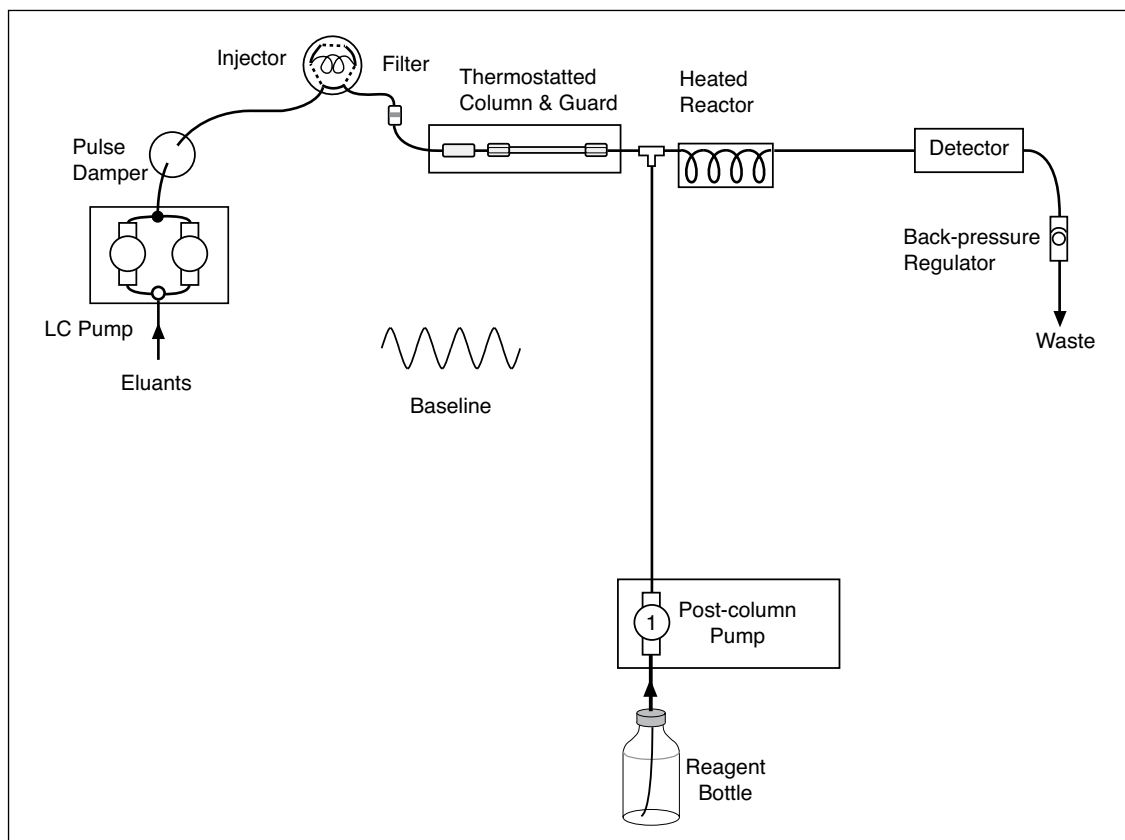 Injector
Filter
Thermostatted
Column & Guard
Heated
Reactor
Pulse
Damper
Detector
Back-pressure
Regulator
LC Pump
Waste
Eluants
Baseline
1
Post-column
Pump
Reagent
Bottle